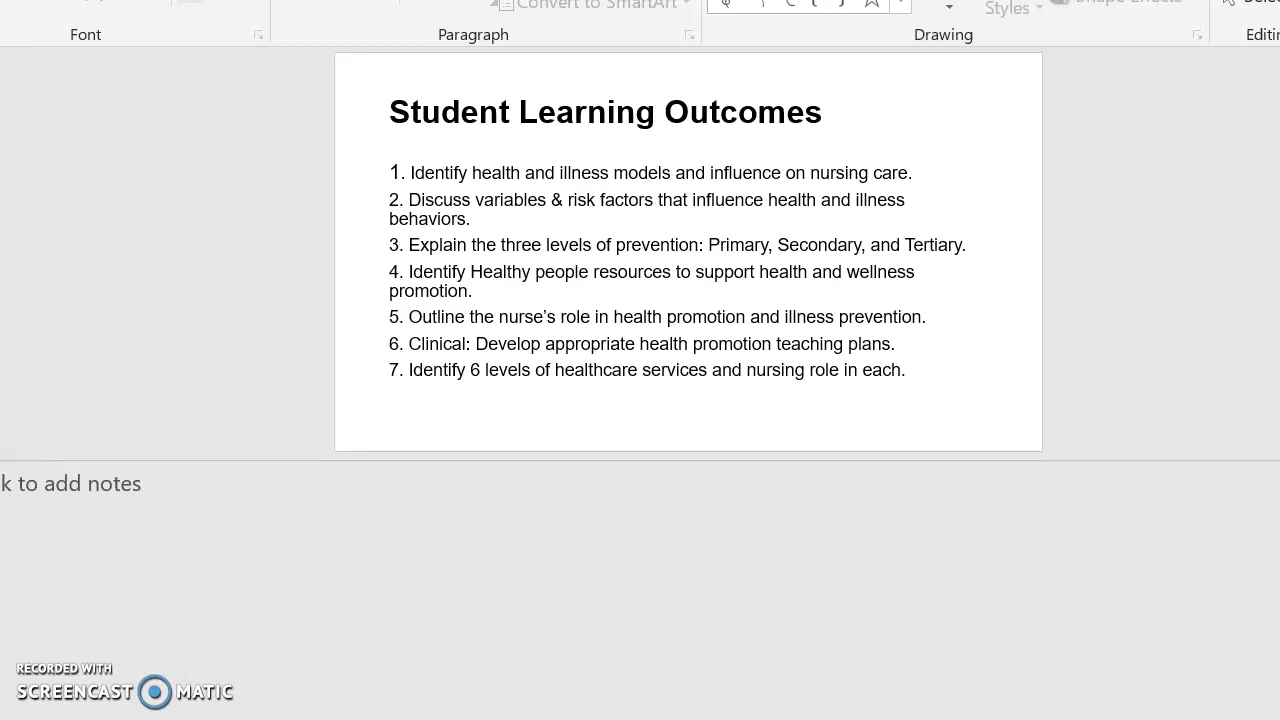 Convert to SmartArt
Styles
Font
Paragraph
Drawing
Student Learning Outcomes
1. Identify health and illness models and influence on nursing care.
2. Discuss variables & risk factors that influence health and illness
behaviors.
3. Explain the three levels of prevention: Primary, Secondary, and Tertiary.
4. Identify Healthy people resources to support health and wellness
promotion.
5. Outline the nurse’s role in health promotion and illness prevention.
6. Clinical: Develop appropriate health promotion teaching plans.
7. Identify 6 levels of healthcare services and nursing role in each.
k to add notes
RECORDED WITH
SCREENCAST MATIC